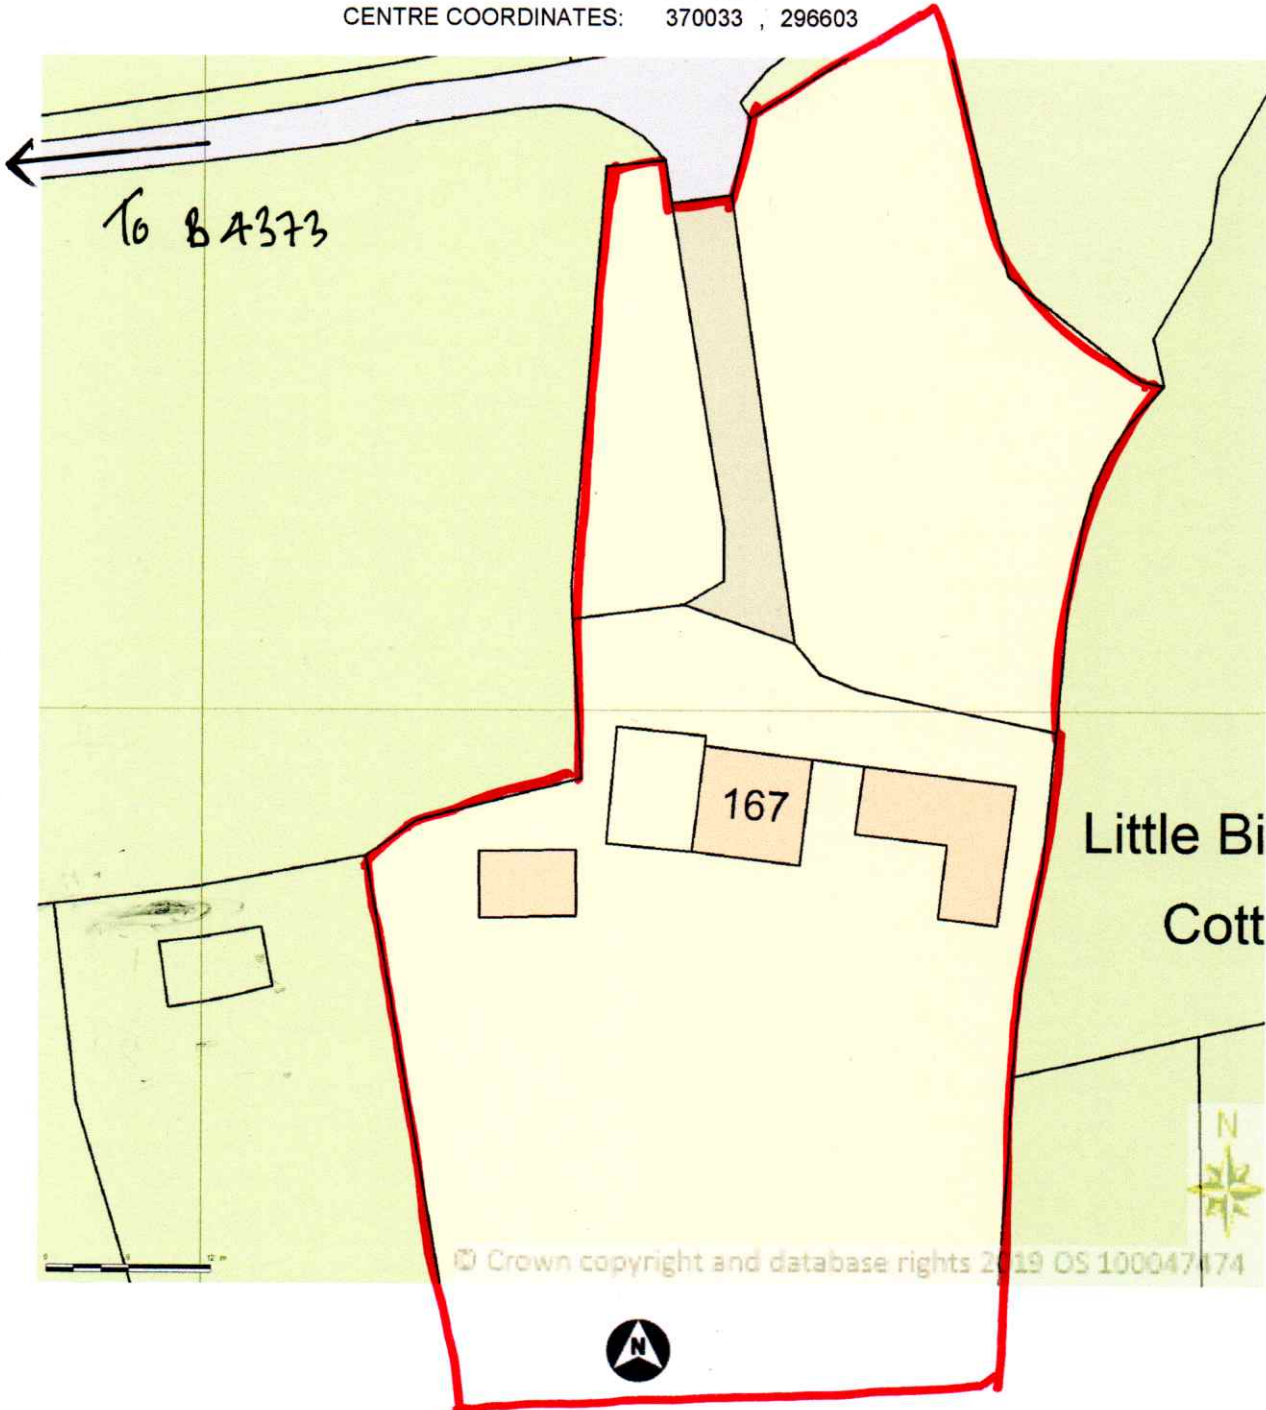 CENTRE COORDINATES: 370033 , 296603
To B4373
167
Little Bi
Cott
N
© Crown copyright and database rights 2019 OS 100047474
N